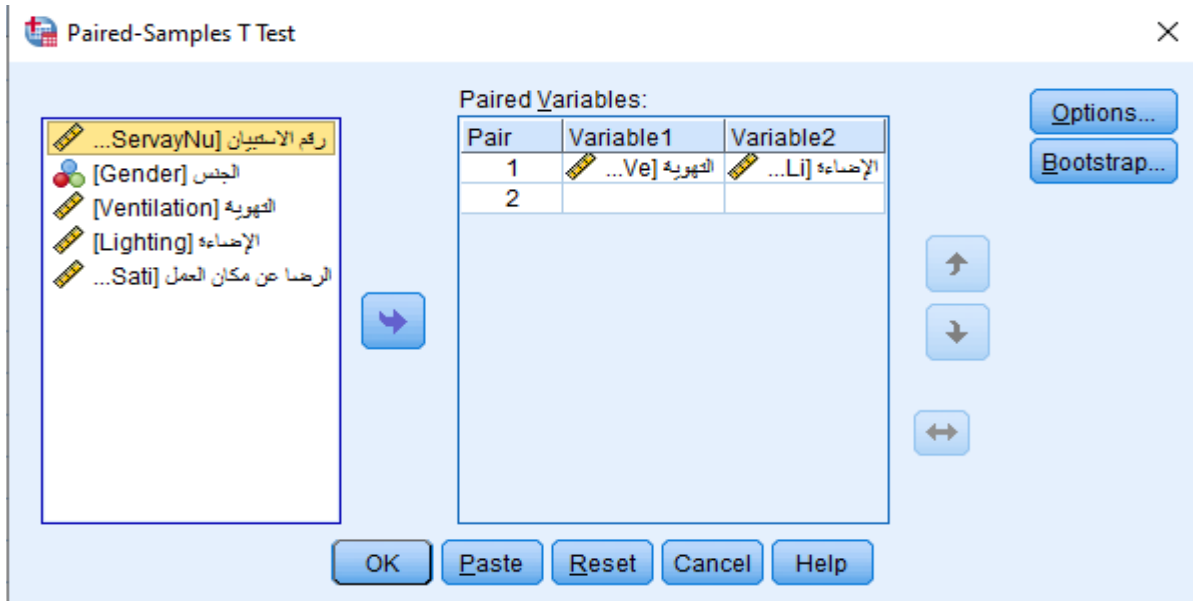 Paired-Samples T Test
Paired Variables:
رقم الاستبيان [ServayNu...
الجنس [Gender]
التهوية [Ventilation]
الإضاءة [Lighting]
الرضا عن مكان العمل [Sati...
Pair Variable1 Variable2
1 التهوية [Ve... الإضاءة [Li...
2
Options...
Bootstrap...
OK Paste Reset Cancel Help